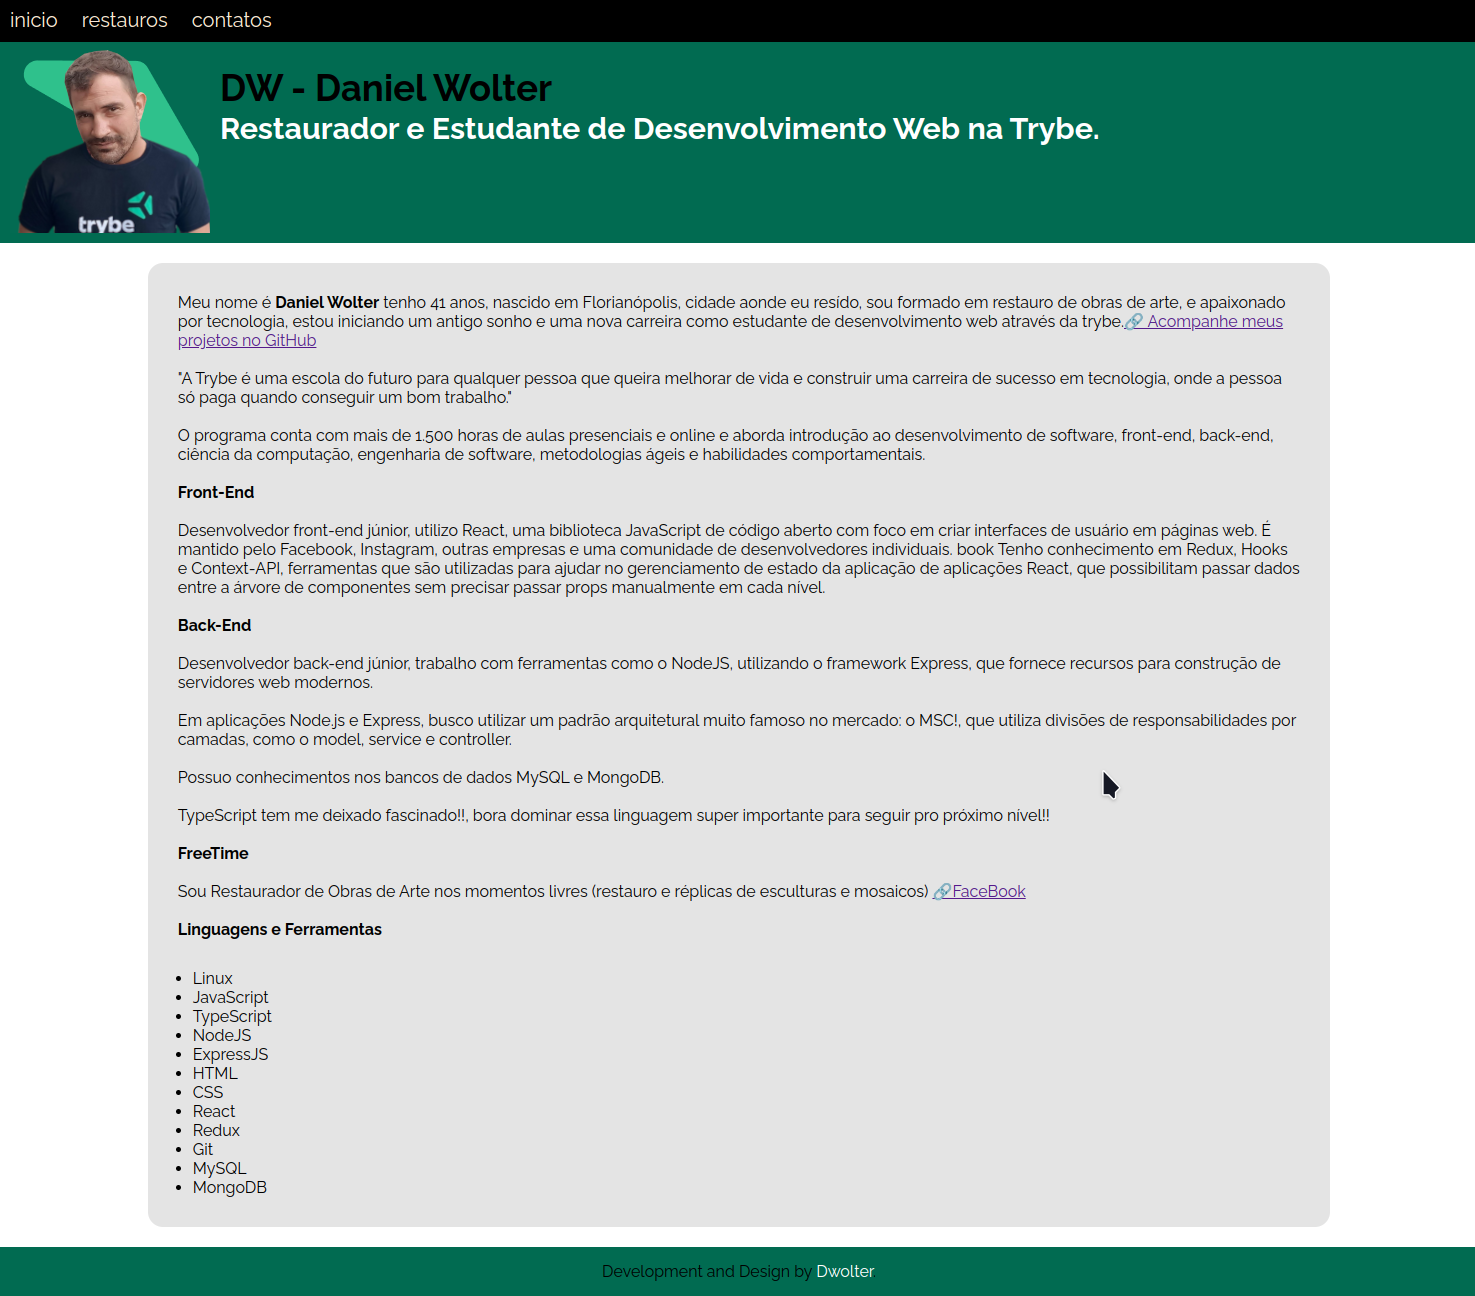 inicio restauros contatos
DW - Daniel Wolter
Restaurador e Estudante de Desenvolvimento Web na Trybe.
trybe
Meu nome é Daniel Wolter tenho 41 anos, nascido em Florianópolis, cidade aonde eu resído, sou formado em restauro de obras de arte, e apaixonado
por tecnologia, estou iniciando um antigo sonho e uma nova carreira como estudante de desenvolvimento web através da trybe.🔗 Acompanhe meus
projetos no GitHub
"A Trybe é uma escola do futuro para qualquer pessoa que queira melhorar de vida e construir uma carreira de sucesso em tecnologia, onde a pessoa
só paga quando conseguir um bom trabalho."
O programa conta com mais de 1.500 horas de aulas presenciais e online e aborda introdução ao desenvolvimento de software, front-end, back-end,
ciência da computação, engenharia de software, metodologias ágeis e habilidades comportamentais.
Front-End
Desenvolvedor front-end júnior, utilizo React, uma biblioteca JavaScript de código aberto com foco em criar interfaces de usuário em páginas web. É
mantido pelo Facebook, Instagram, outras empresas e uma comunidade de desenvolvedores individuais. book Tenho conhecimento em Redux, Hooks
e Context-API, ferramentas que são utilizadas para ajudar no gerenciamento de estado da aplicação de aplicações React, que possibilitam passar dados
entre a árvore de componentes sem precisar passar props manualmente em cada nível.
Back-End
Desenvolvedor back-end júnior, trabalho com ferramentas como o NodeJS, utilizando o framework Express, que fornece recursos para construção de
servidores web modernos.
Em aplicações Node.js e Express, busco utilizar um padrão arquitetural muito famoso no mercado: o MSC!, que utiliza divisões de responsabilidades por
camadas, como o model, service e controller.
Possuo conhecimentos nos bancos de dados MySQL e MongoDB.
TypeScript tem me deixado fascinado!!, bora dominar essa linguagem super importante para seguir pro próximo nível!!
FreeTime
Sou Restaurador de Obras de Arte nos momentos livres (restauro e réplicas de esculturas e mosaicos) 🔗FaceBook
Linguagens e Ferramentas
• Linux
• JavaScript
• TypeScript
• NodeJS
• ExpressJS
• HTML
• CSS
• React
• Redux
• Git
• MySQL
• MongoDB
Development and Design by Dwolter